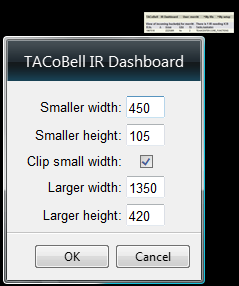 TACoBell IR Dashboard
Smaller width: 450
Smaller height: 105
Clip small width:
Larger width: 1350
Larger height: 420
OK Cancel